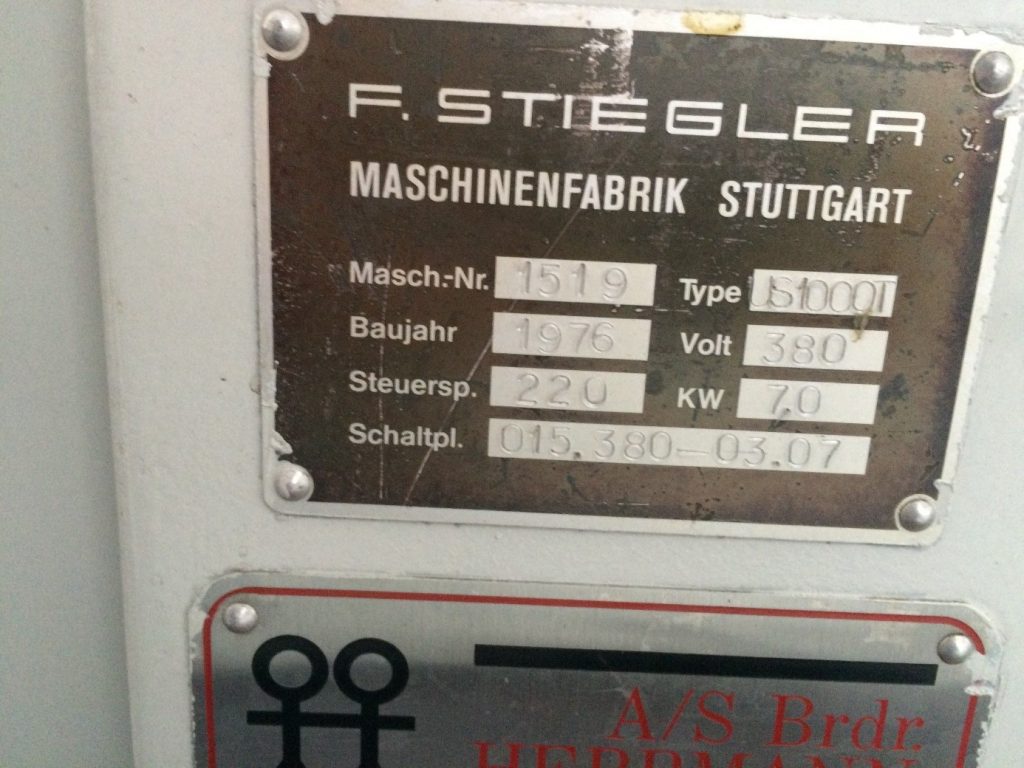 F. STIEGLER
MASCHINENFABRIK STUTTGART
Masch.-Nr. 1519 Type US1000T
Baujahr 1976 Volt 380
Steuersp. 220 KW 7,0
Schaltpl. 015.380-03.07
A/S Brdr.
HERRMANN